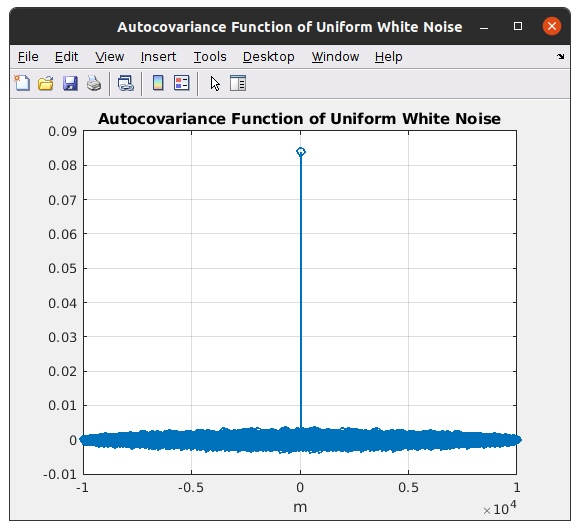 Autocovariance Function of Uniform White Noise
File Edit View Insert Tools Desktop Window Help
Autocovariance Function of Uniform White Noise
0.09
0.08
0.07
0.06
0.05
0.04
0.03
0.02
0.01
0
-0.01
-1 -0.5 0 0.5 1
m
×10⁴